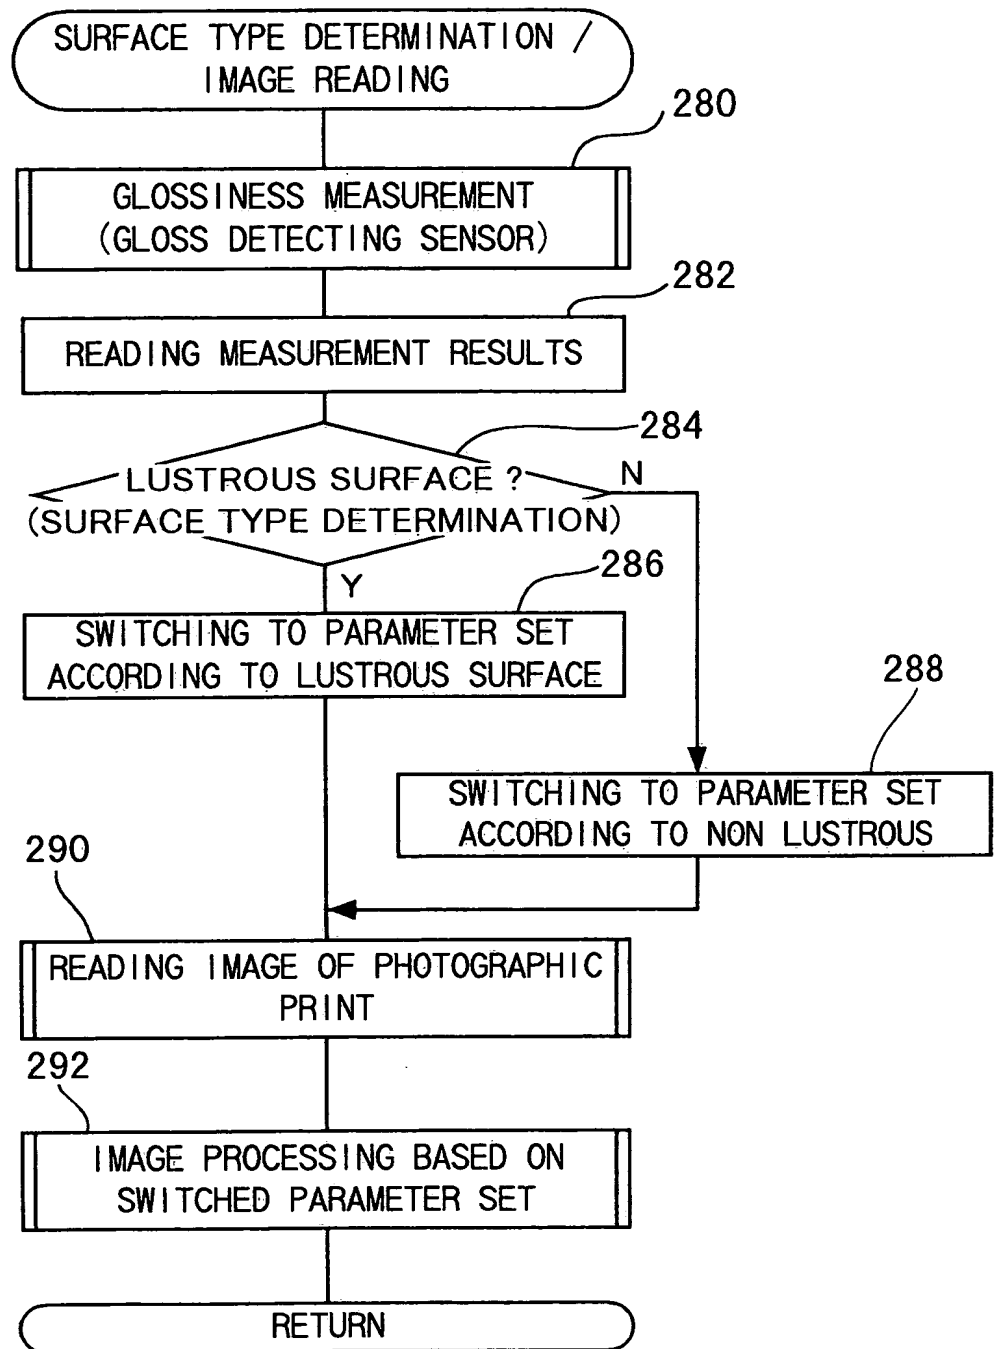 SURFACE TYPE DETERMINATION /
IMAGE READING
280
GLOSSINESS MEASUREMENT
(GLOSS DETECTING SENSOR)
282
READING MEASUREMENT RESULTS
284
LUSTROUS SURFACE ?
(SURFACE TYPE DETERMINATION)
N
Y
286
SWITCHING TO PARAMETER SET
ACCORDING TO LUSTROUS SURFACE
288
SWITCHING TO PARAMETER SET
ACCORDING TO NON LUSTROUS
290
READING IMAGE OF PHOTOGRAPHIC
PRINT
292
IMAGE PROCESSING BASED ON
SWITCHED PARAMETER SET
RETURN